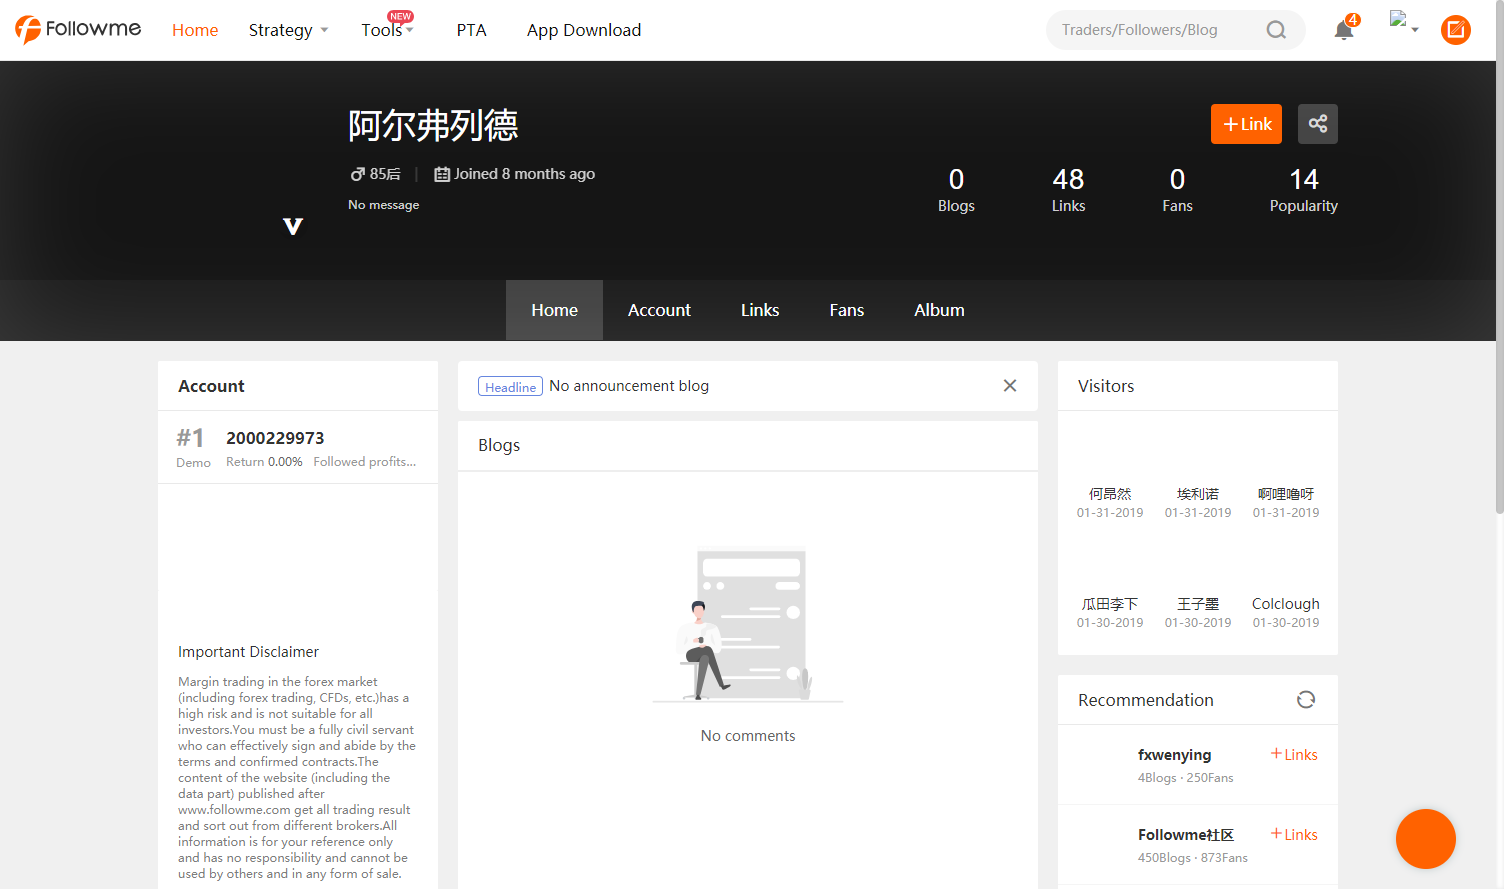 Followme
Home
Strategy
Tools
NEW
PTA
App Download
Traders/Followers/Blog
4
阿尔弗列德
+Link
85后
Joined 8 months ago
No message
V
0
Blogs
48
Links
0
Fans
14
Popularity
Home
Account
Links
Fans
Album
Account
#1
Demo
2000229973
Return 0.00% Followed profits...
Important Disclaimer
Margin trading in the forex market
(including forex trading, CFDs, etc.)has a
high risk and is not suitable for all
investors.You must be a fully civil servant
who can effectively sign and abide by the
terms and confirmed contracts.The
content of the website (including the
data part) published after
www.followme.com get all trading result
and sort out from different brokers.All
information is for your reference only
and has no responsibility and cannot be
used by others and in any form of sale.
Headline No announcement blog
Blogs
No comments
Visitors
何昂然
01-31-2019
埃利诺
01-31-2019
啊哩噜呀
01-31-2019
瓜田李下
01-30-2019
王子墨
01-30-2019
Colclough
01-30-2019
Recommendation
fxwenying
+Links
4Blogs · 250Fans
Followme社区
+Links
450Blogs · 873Fans